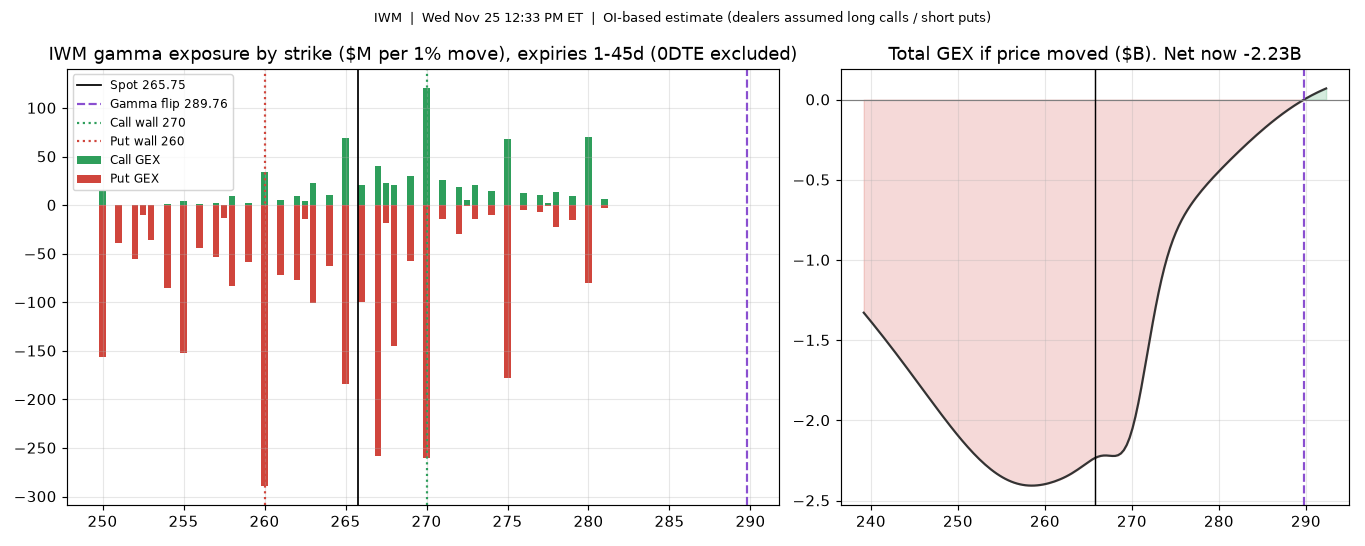 IWM | Wed Nov 25 12:33 PM ET | OI-based estimate (dealers assumed long calls / short puts)
IWM gamma exposure by strike ($M per 1% move), expiries 1-45d (0DTE excluded)
Spot 265.75
Gamma flip 289.76
Call wall 270
Put wall 260
Call GEX
Put GEX
100
50
0
−50
−100
−150
−200
−250
−300
250 255 260 265 270 275 280 285 290
Total GEX if price moved ($B). Net now -2.23B
0.0
−0.5
−1.0
−1.5
−2.0
−2.5
240 250 260 270 280 290